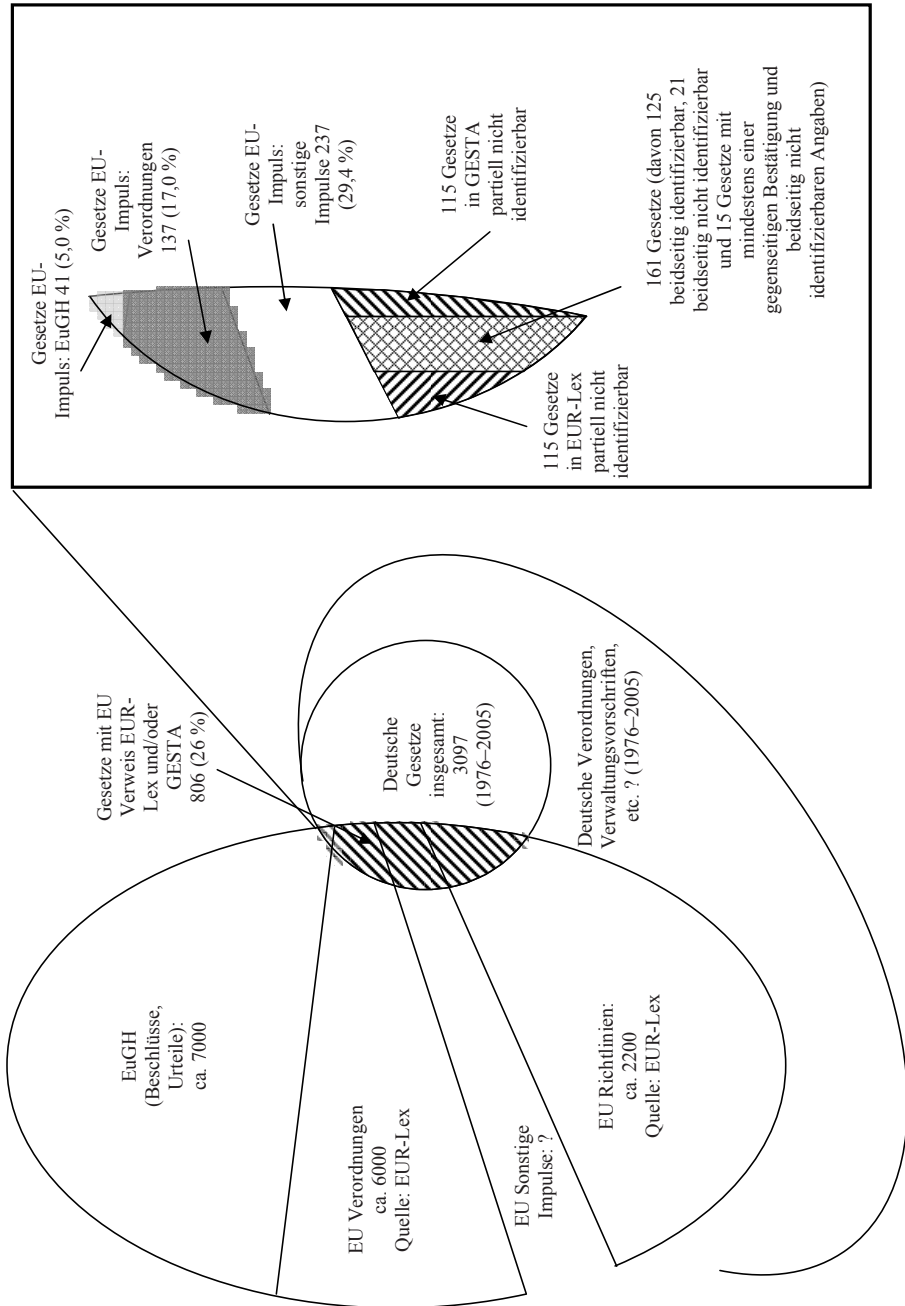 EuGH
(Beschlüsse,
Urteile):
ca. 7000
EU Verordnungen
ca. 6000
Quelle: EUR-Lex
EU Sonstige
Impulse: ?
EU Richtlinien:
ca. 2200
Quelle: EUR-Lex
Gesetze mit EU
Verweis EUR-
Lex und/oder
GESTA
806 (26 %)
Deutsche
Gesetze
insgesamt:
3097
(1976–2005)
Deutsche Verordnungen,
Verwaltungsvorschriften,
etc. ? (1976–2005)
Gesetze EU-
Impuls: EuGH 41 (5,0 %)
Gesetze EU-
Impuls:
Verordnungen
137 (17,0 %)
Gesetze EU-
Impuls:
sonstige
Impulse 237
(29,4 %)
115 Gesetze
in GESTA
partiell nicht
identifizierbar
115 Gesetze
in EUR-Lex
partiell nicht
identifizierbar
161 Gesetze (davon 125
beidseitig identifizierbar, 21
beidseitig nicht identifizierbar
und 15 Gesetze mit
mindestens einer
gegenseitigen Bestätigung und
beidseitig nicht
identifizierbaren Angaben)